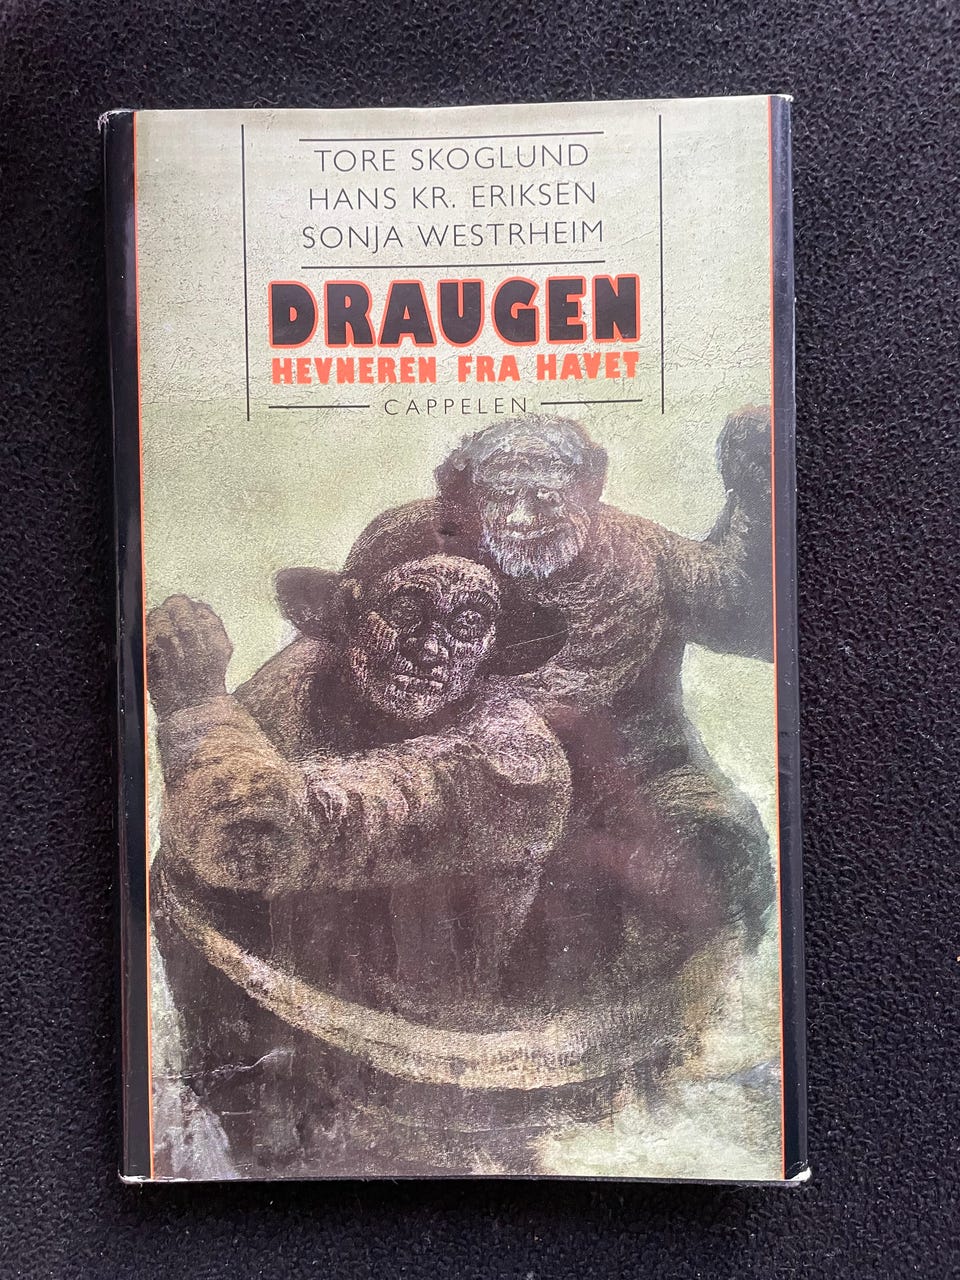 TORE SKOGLUND
HANS KR. ERIKSEN
SONJA WESTRHEIM
DRAUGEN
HEVNEREN FRA HAVET
CAPPELEN